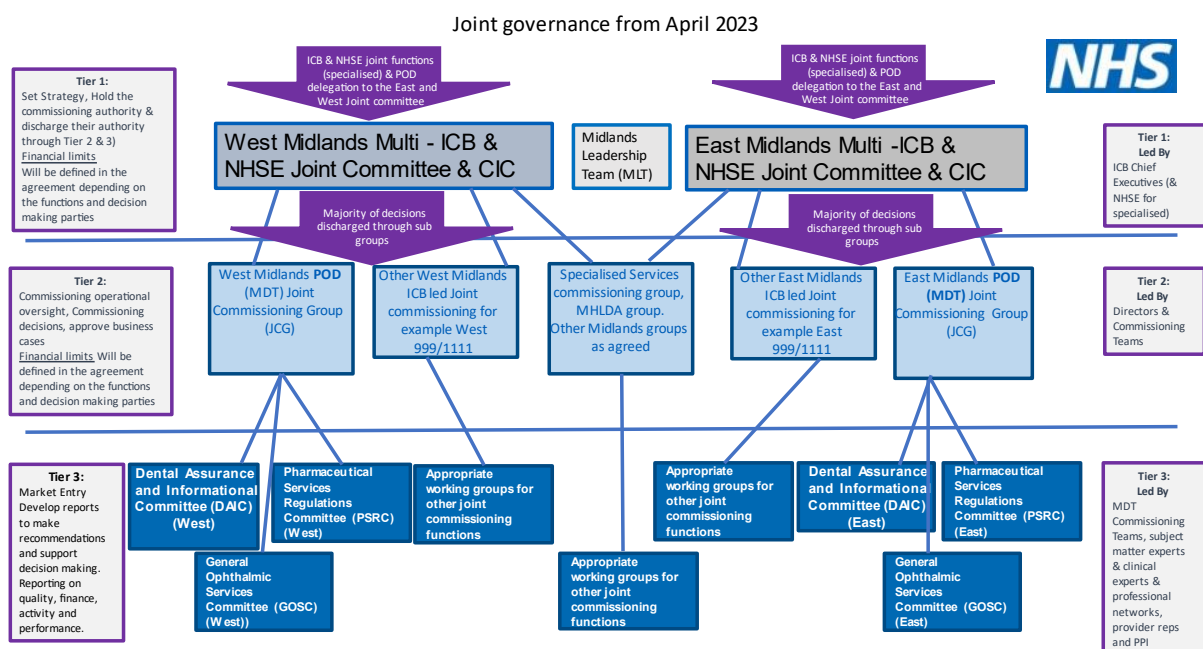 Joint governance from April 2023
ICB & NHSE joint functions
(specialised) & POD
delegation to the East and
West Joint committee
ICB & NHSE joint functions
(specialised) & POD
delegation to the East and
West Joint committee
NHS
Tier 1:
Set Strategy, Hold the
commissioning authority &
discharge their authority
through Tier 2 & 3)
Financial limits
Will be defined in the
agreement depending on
the functions and decision
making parties
West Midlands Multi - ICB &
NHSE Joint Committee & CIC
Midlands
Leadership
Team (MLT)
East Midlands Multi -ICB &
NHSE Joint Committee & CIC
Tier 1:
Led By
ICB Chief
Executives (&
NHSE for
specialised)
Majority of decisions
discharged through sub
groups
Majority of decisions
discharged through sub
groups
Tier 2:
Commissioning operational
oversight, Commissioning
decisions, approve business
cases
Financial limits Will be
defined in the agreement
depending on the functions
and decision making parties
West Midlands POD
(MDT) Joint
Commissioning Group
(JCG)
Other West Midlands
ICB led Joint
commissioning for
example West
999/1111
Specialised Services
commissioning group,
MHLDA group.
Other Midlands groups
as agreed
Other East Midlands
ICB led Joint
commissioning for
example East
999/1111
East Midlands POD
(MDT) Joint
Commissioning Group
(JCG)
Tier 2:
Led By
Directors &
Commissioning
Teams
Tier 3:
Market Entry
Develop reports
to make
recommendations
and support
decision making.
Reporting on
quality, finance,
activity and
performance.
Dental Assurance
and Informational
Committee (DAIC)
(West)
Pharmaceutical
Services
Regulations
Committee (PSRC)
(West)
Appropriate
working groups for
other joint
commissioning
functions
Appropriate
working groups for
other joint
commissioning
functions
Dental Assurance
and Informational
Committee (DAIC)
(East)
Pharmaceutical
Services
Regulations
Committee (PSRC)
(East)
Tier 3:
Led By
MDT
Commissioning
Teams, subject
matter experts
& clinical
experts &
professional
networks,
provider reps
and PPI
General
Ophthalmic
Services
Committee (GOSC)
(West))
Appropriate
working groups for
other joint
commissioning
functions
General
Ophthalmic
Services
Committee (GOSC)
(East)